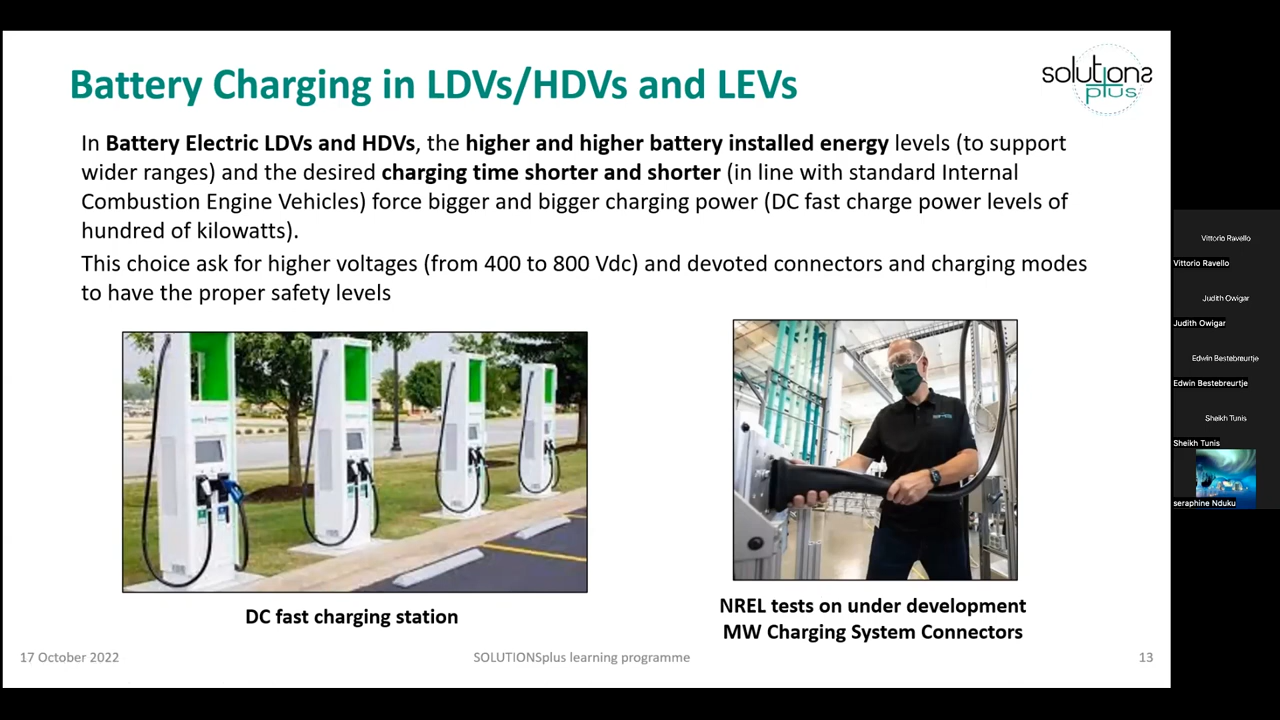 Battery Charging in LDVs/HDVs and LEVs
solutions
plus
In Battery Electric LDVs and HDVs, the higher and higher battery installed energy levels (to support
wider ranges) and the desired charging time shorter and shorter (in line with standard Internal
Combustion Engine Vehicles) force bigger and bigger charging power (DC fast charge power levels of
hundred of kilowatts).
This choice ask for higher voltages (from 400 to 800 Vdc) and devoted connectors and charging modes
to have the proper safety levels
DC fast charging station
NREL tests on under development
MW Charging System Connectors
17 October 2022
SOLUTIONSplus learning programme
13
Vittorio Ravello
Vittorio Ravello
Judith Owigar
Judith Owigar
Edwin Bestebreurtje
Edwin Bestebreurtje
Sheikh Tunis
Sheikh Tunis
seraphine Nduku